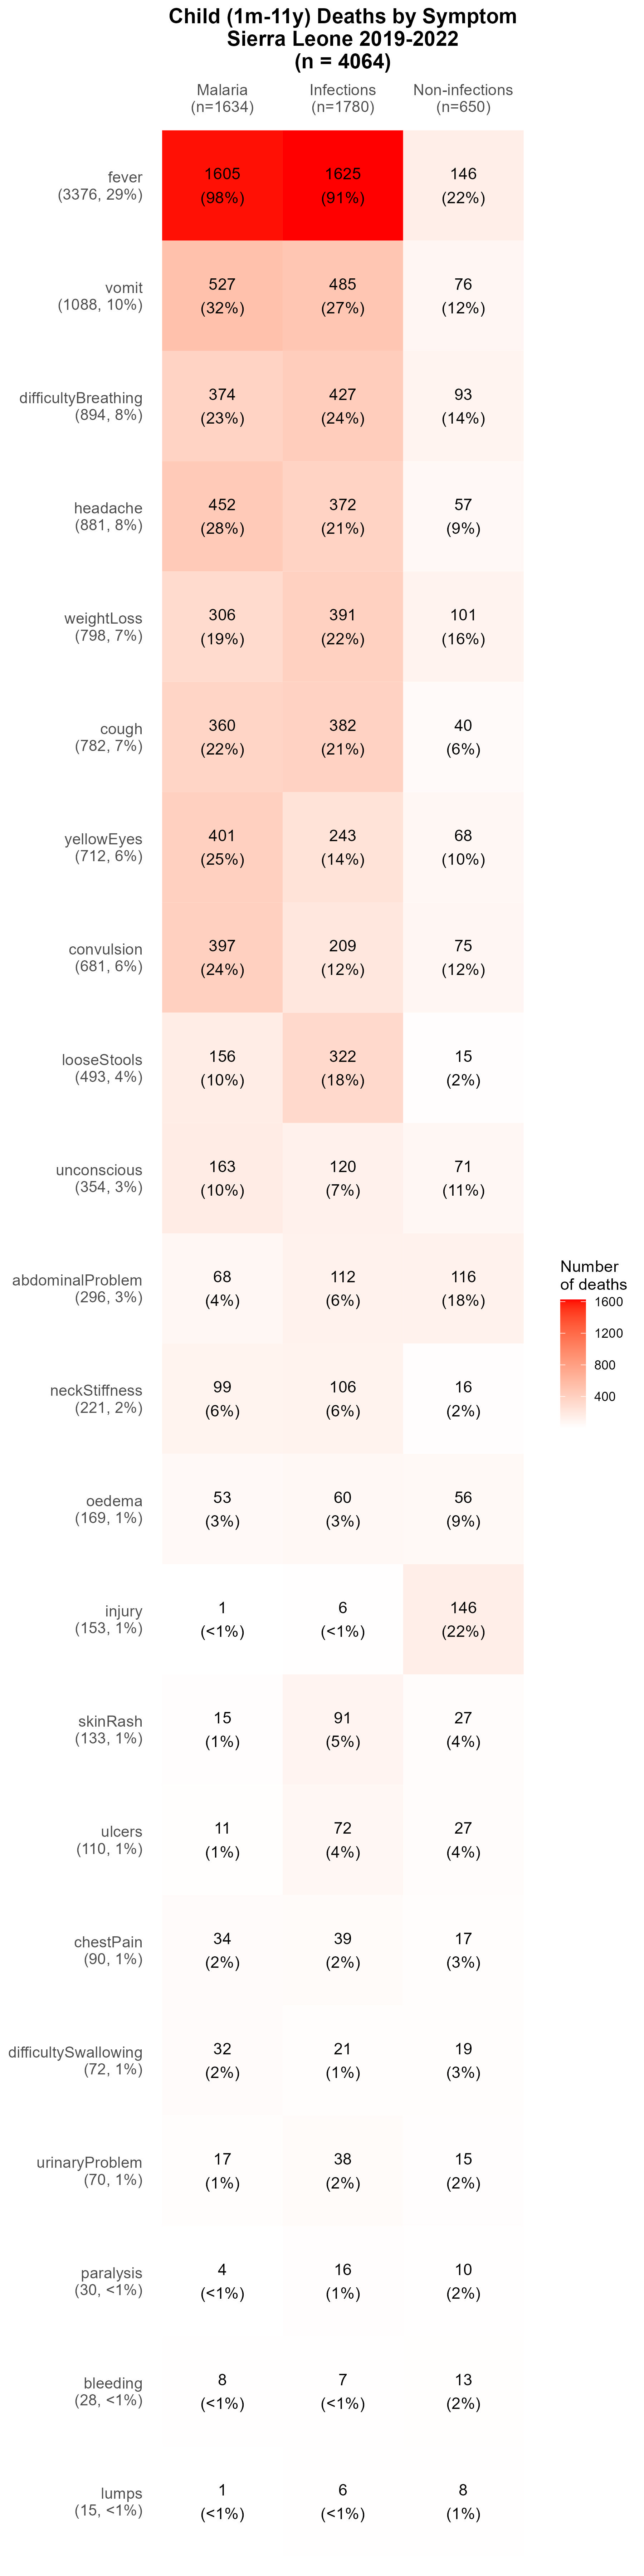 Child (1m-11y) Deaths by Symptom
Sierra Leone 2019-2022
(n = 4064)
Malaria Infections Non-infections
(n=1634) (n=1780) (n=650)
fever 1605 1625 146
(3376, 29%) (98%) (91%) (22%)
vomit 527 485 76
(1088, 10%) (32%) (27%) (12%)
difficultyBreathing 374 427 93
(894, 8%) (23%) (24%) (14%)
headache 452 372 57
(881, 8%) (28%) (21%) (9%)
weightLoss 306 391 101
(798, 7%) (19%) (22%) (16%)
cough 360 382 40
(782, 7%) (22%) (21%) (6%)
yellowEyes 401 243 68
(712, 6%) (25%) (14%) (10%)
convulsion 397 209 75
(681, 6%) (24%) (12%) (12%)
looseStools 156 322 15
(493, 4%) (10%) (18%) (2%)
unconscious 163 120 71
(354, 3%) (10%) (7%) (11%)
abdominalProblem 68 112 116
(296, 3%) (4%) (6%) (18%)
neckStiffness 99 106 16
(221, 2%) (6%) (6%) (2%)
oedema 53 60 56
(169, 1%) (3%) (3%) (9%)
injury 1 6 146
(153, 1%) (<1%) (<1%) (22%)
skinRash 15 91 27
(133, 1%) (1%) (5%) (4%)
ulcers 11 72 27
(110, 1%) (1%) (4%) (4%)
chestPain 34 39 17
(90, 1%) (2%) (2%) (3%)
difficultySwallowing 32 21 19
(72, 1%) (2%) (1%) (3%)
urinaryProblem 17 38 15
(70, 1%) (1%) (2%) (2%)
paralysis 4 16 10
(30, <1%) (<1%) (1%) (2%)
bleeding 8 7 13
(28, <1%) (<1%) (<1%) (2%)
lumps 1 6 8
(15, <1%) (<1%) (<1%) (1%)
Number
of deaths
1600
1200
800
400